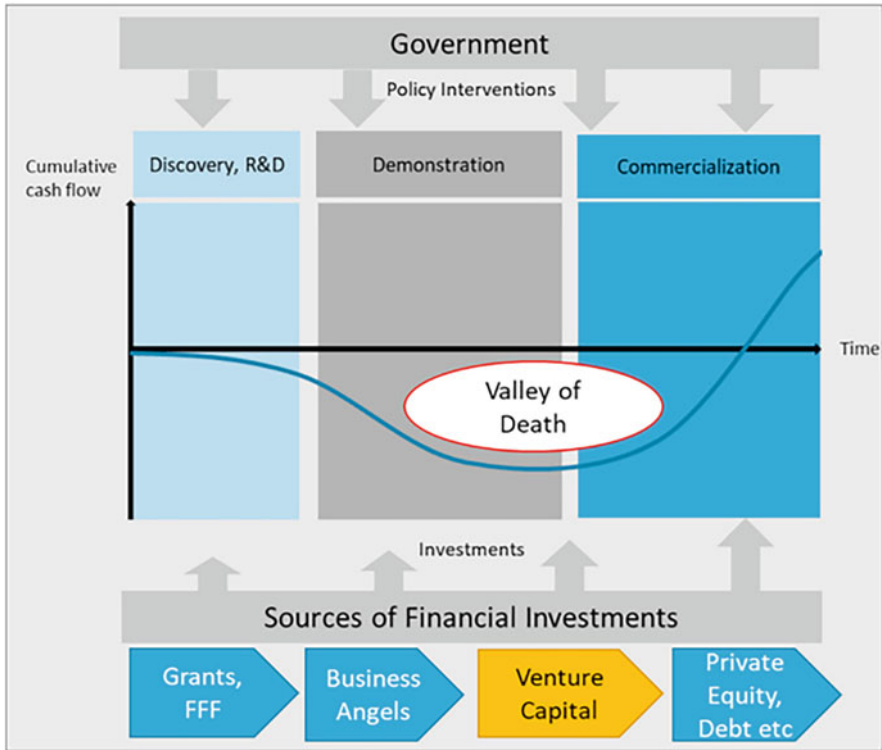 Government
Policy Interventions
Cumulative
cash flow
Discovery, R&D
Demonstration
Commercialization
Time
Valley of
Death
Investments
Sources of Financial Investments
Grants,
FFF
Business
Angels
Venture
Capital
Private
Equity,
Debt etc